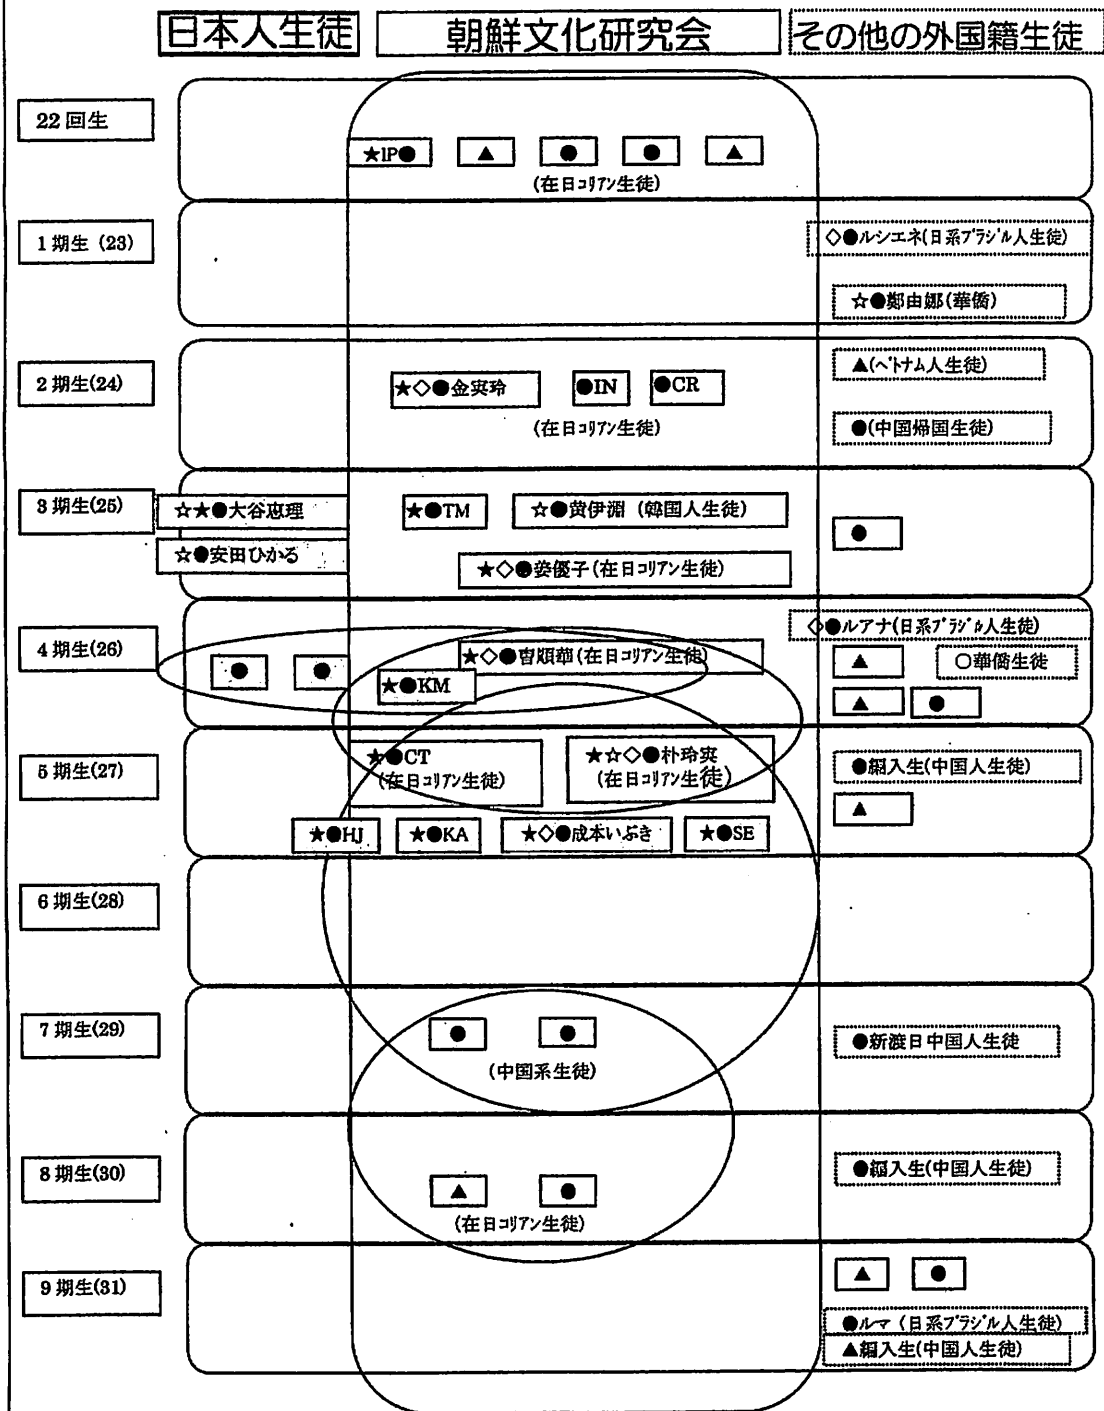 日本人生徒 朝鮮文化研究会 その他の外国籍生徒
22回生
★IP● ▲ ● ● ▲
(在日コリアン生徒)
1期生 (23)
◇●ルシエネ(日系ブラジル人生徒)
☆●鄭由娜(華僑)
2期生(24)
★◇●金実玲 ●IN ●CR
(在日コリアン生徒)
▲(ベトナム人生徒)
●(中国帰国生徒)
3期生(25)
☆★●大谷恵理 ★●TM ☆●黄伊淵 (韓国人生徒)
☆●安田ひかる ★◇●姜優子(在日コリアン生徒)
●
4期生(26)
◇●ルアナ(日系ブラジル人生徒)
● ● ★●KM ★◇●曺順華(在日コリアン生徒)
▲ ○華僑生徒
▲ ●
5期生(27)
★●CT
(在日コリアン生徒)
★☆◇●朴玲実
(在日コリアン生徒)
●編入生(中国人生徒)
▲
★●HJ ★●KA ★◇●成本いぶき ★●SE
6期生(28)
7期生(29)
● ●
(中国系生徒)
●新渡日中国人生徒
8期生(30)
▲ ●
(在日コリアン生徒)
●編入生(中国人生徒)
9期生(31)
▲ ●
●ルマ (日系ブラジル人生徒)
▲編入生(中国人生徒)